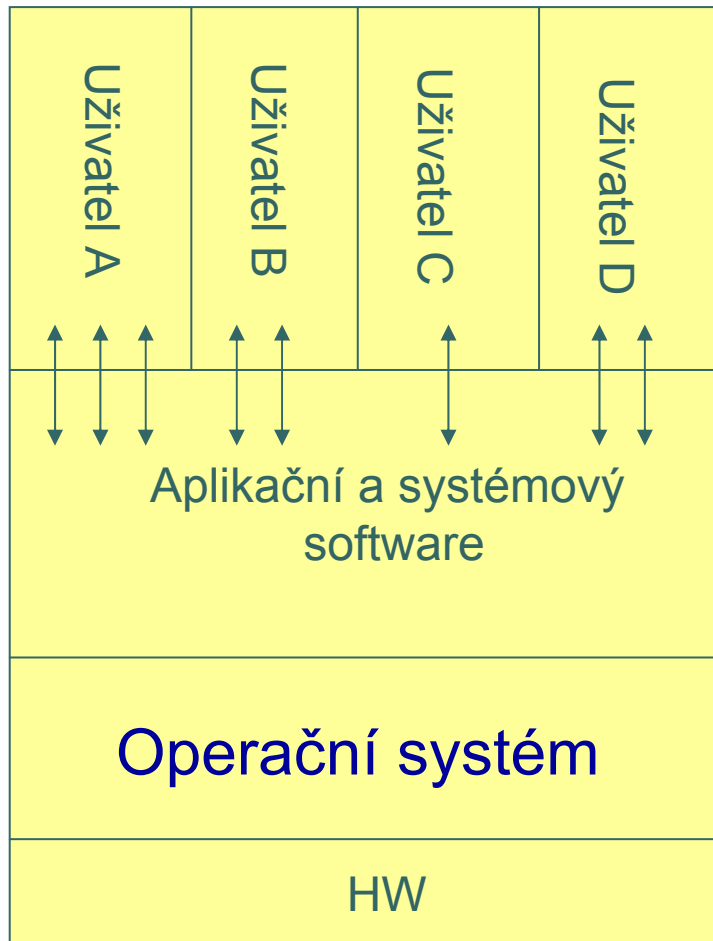 Uživatel A
Uživatel B
Uživatel C
Uživatel D
Aplikační a systémový
software
Operační systém
HW